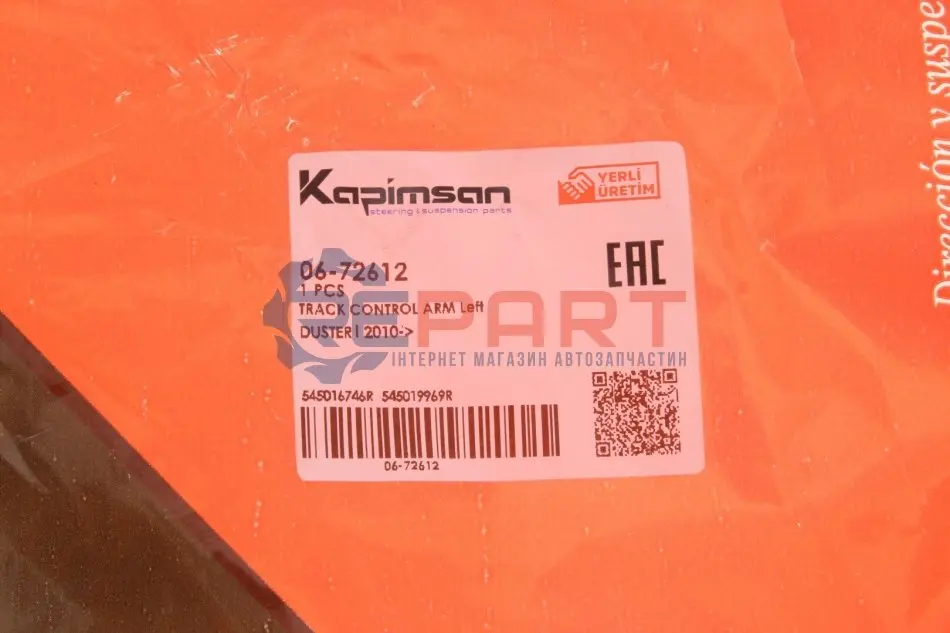 Kapimsan
steering & suspension parts
YERLİ
ÜRETİM
06-72612
1 PCS
EAC
TRACK CONTROL ARM Left
DUSTER I 2010->
REPART
ІНТЕРНЕТ МАГАЗИН АВТОЗАПЧАСТИН
545016746R 545019969R
06-72612
Dirección y suspe